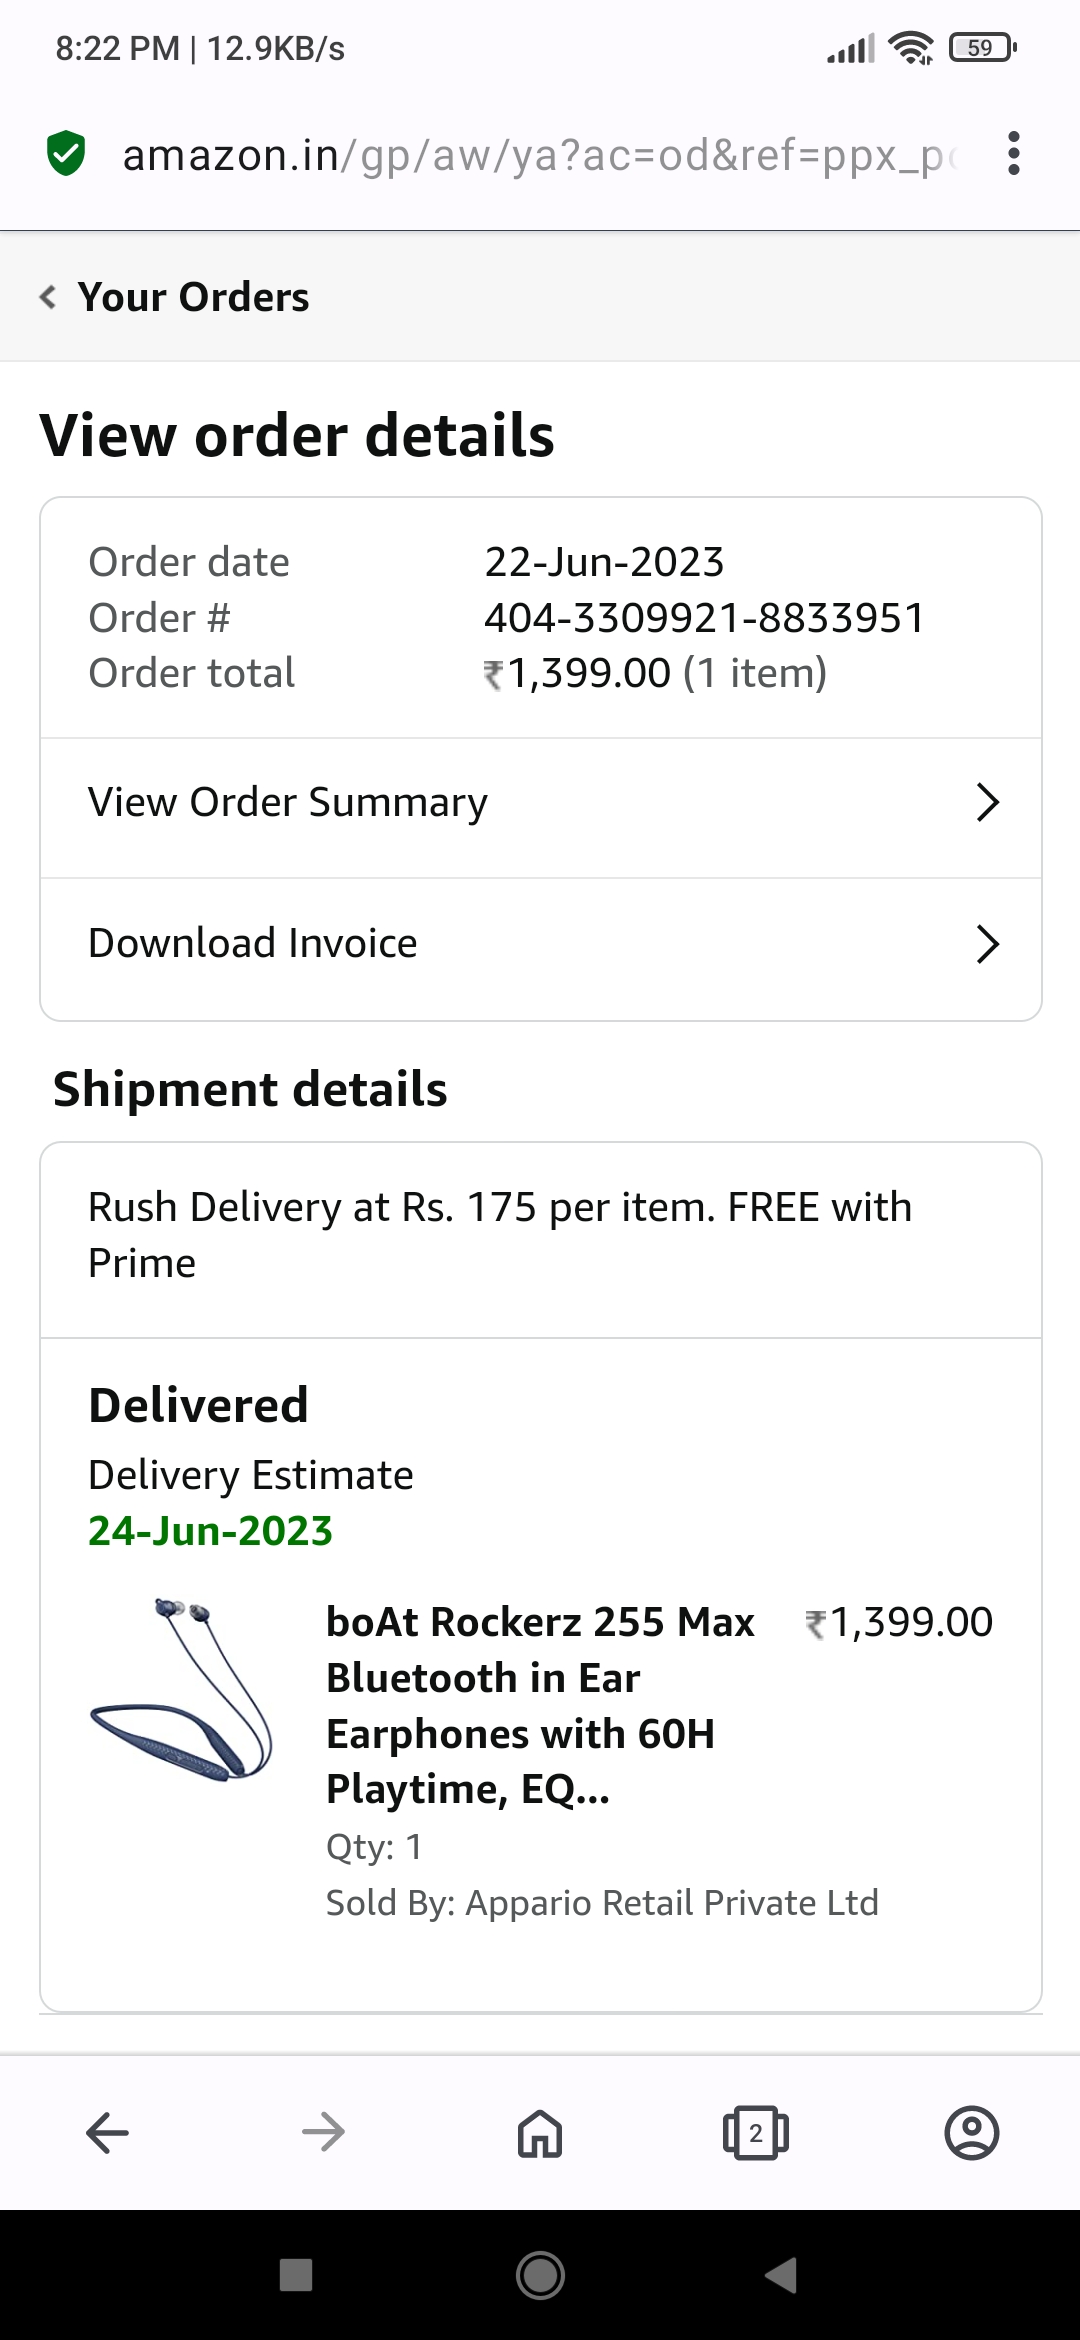 8:22 PM | 12.9KB/s
59
amazon.in/gp/aw/ya?ac=od&ref=ppx_p
Your Orders
View order details
Order date 22-Jun-2023
Order # 404-3309921-8833951
Order total ₹1,399.00 (1 item)
View Order Summary
Download Invoice
Shipment details
Rush Delivery at Rs. 175 per item. FREE with
Prime
Delivered
Delivery Estimate
24-Jun-2023
boAt Rockerz 255 Max ₹1,399.00
Bluetooth in Ear
Earphones with 60H
Playtime, EQ...
Qty: 1
Sold By: Appario Retail Private Ltd
2